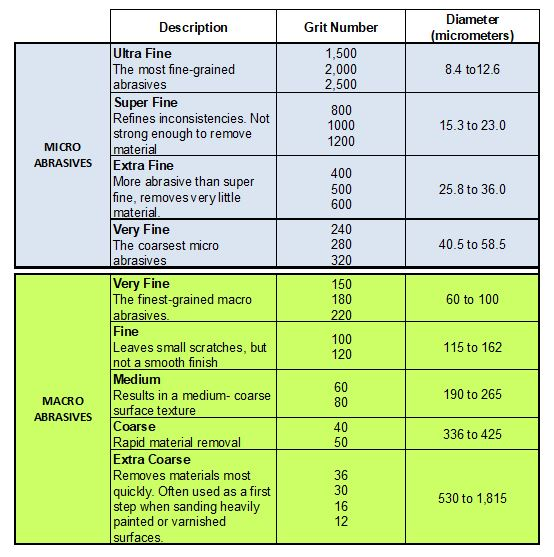 Description
Grit Number
Diameter
(micrometers)
MICRO
ABRASIVES
Ultra Fine
The most fine-grained
abrasives
1,500
2,000
2,500
8.4 to12.6
Super Fine
Refines inconsistencies. Not
strong enough to remove
material
800
1000
1200
15.3 to 23.0
Extra Fine
More abrasive than super
fine, removes very little
material.
400
500
600
25.8 to 36.0
Very Fine
The coarsest micro
abrasives
240
280
320
40.5 to 58.5
MACRO
ABRASIVES
Very Fine
The finest-grained macro
abrasives.
150
180
220
60 to 100
Fine
Leaves small scratches, but
not a smooth finish
100
120
115 to 162
Medium
Results in a medium- coarse
surface texture
60
80
190 to 265
Coarse
Rapid material removal
40
50
336 to 425
Extra Coarse
Removes materials most
quickly. Often used as a first
step when sanding heavily
painted or varnished
surfaces.
36
30
16
12
530 to 1,815